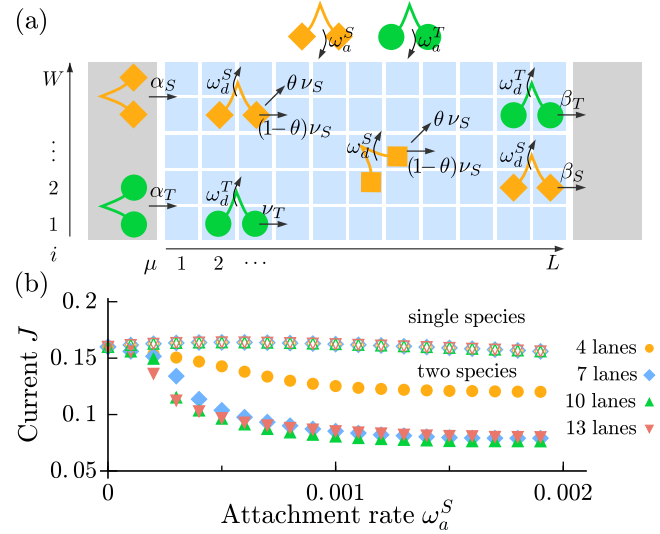 (a)
ω_a^S ω_a^T
W α_S ω_d^S θ ν_S ω_d^T β_T
(1−θ)ν_S ω_d^S θ ν_S
⋮ (1−θ)ν_S ω_d^S β_S
2 α_T ω_d^T ν_T
1
i μ 1 2 ⋯ L
(b)
0.2
single species
0.15
two species
4 lanes
7 lanes
0.1
10 lanes
13 lanes
0.05
Current J
0 0.001 0.002
Attachment rate ω_a^S